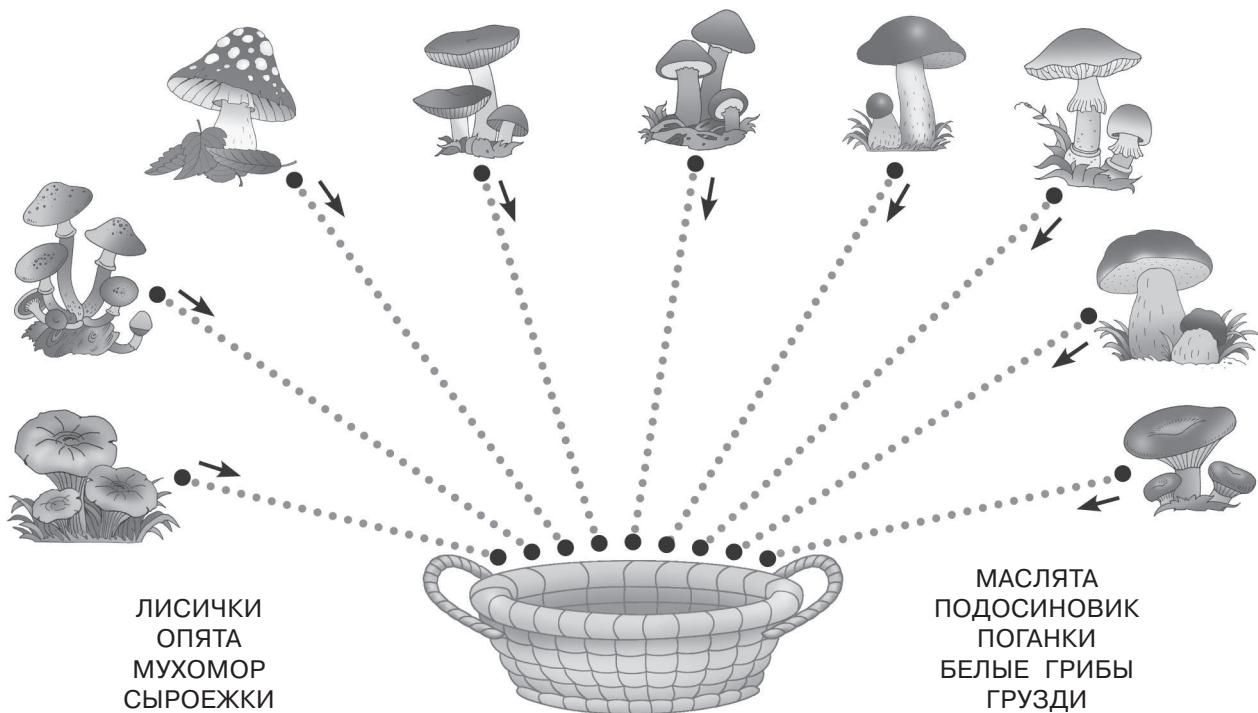 ЛИСИЧКИ
ОПЯТА
МУХОМОР
СЫРОЕЖКИ
МАСЛЯТА
ПОДОСИНОВИК
ПОГАНКИ
БЕЛЫЕ ГРИБЫ
ГРУЗДИ